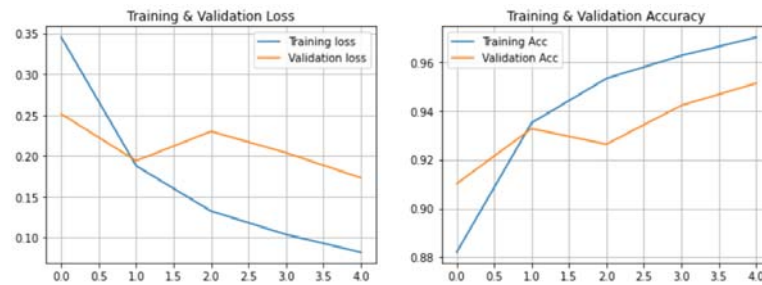 Training & Validation Loss
0.35
0.30
0.25
0.20
0.15
0.10
0.0 0.5 1.0 1.5 2.0 2.5 3.0 3.5 4.0
Training loss
Validation loss
Training & Validation Accuracy
0.96
0.94
0.92
0.90
0.88
0.0 0.5 1.0 1.5 2.0 2.5 3.0 3.5 4.0
Training Acc
Validation Acc